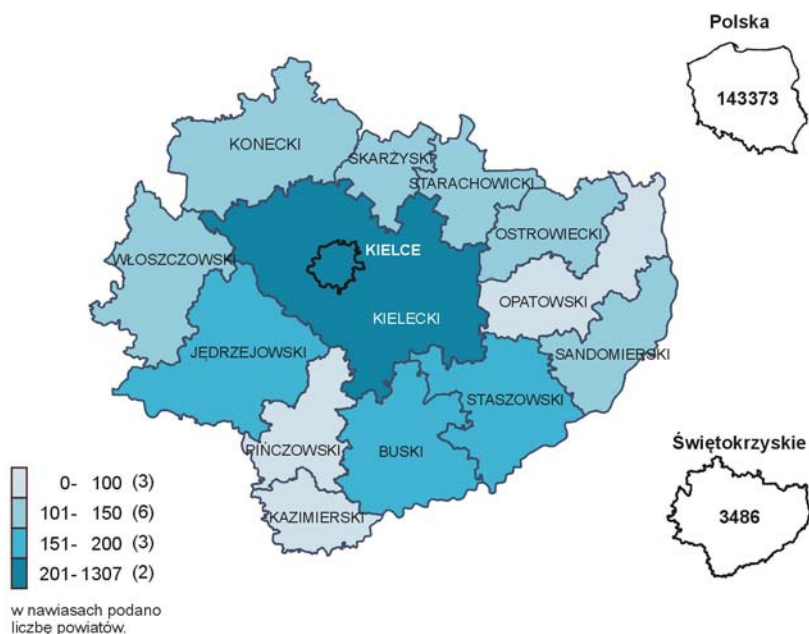 Polska
143373
KONECKI
SKARŻYSKI
STARACHOWICKI
OSTROWIECKI
WŁOSZCZOWSKI
KIELCE
OPATOWSKI
KIELECKI
SANDOMIERSKI
JĘDRZEJOWSKI
STASZOWSKI
PIŃCZOWSKI
BUSKI
KAZIMIERSKI
Świętokrzyskie
3486
0- 100 (3)
101- 150 (6)
151- 200 (3)
201- 1307 (2)
w nawiasach podano
liczbę powiatów.